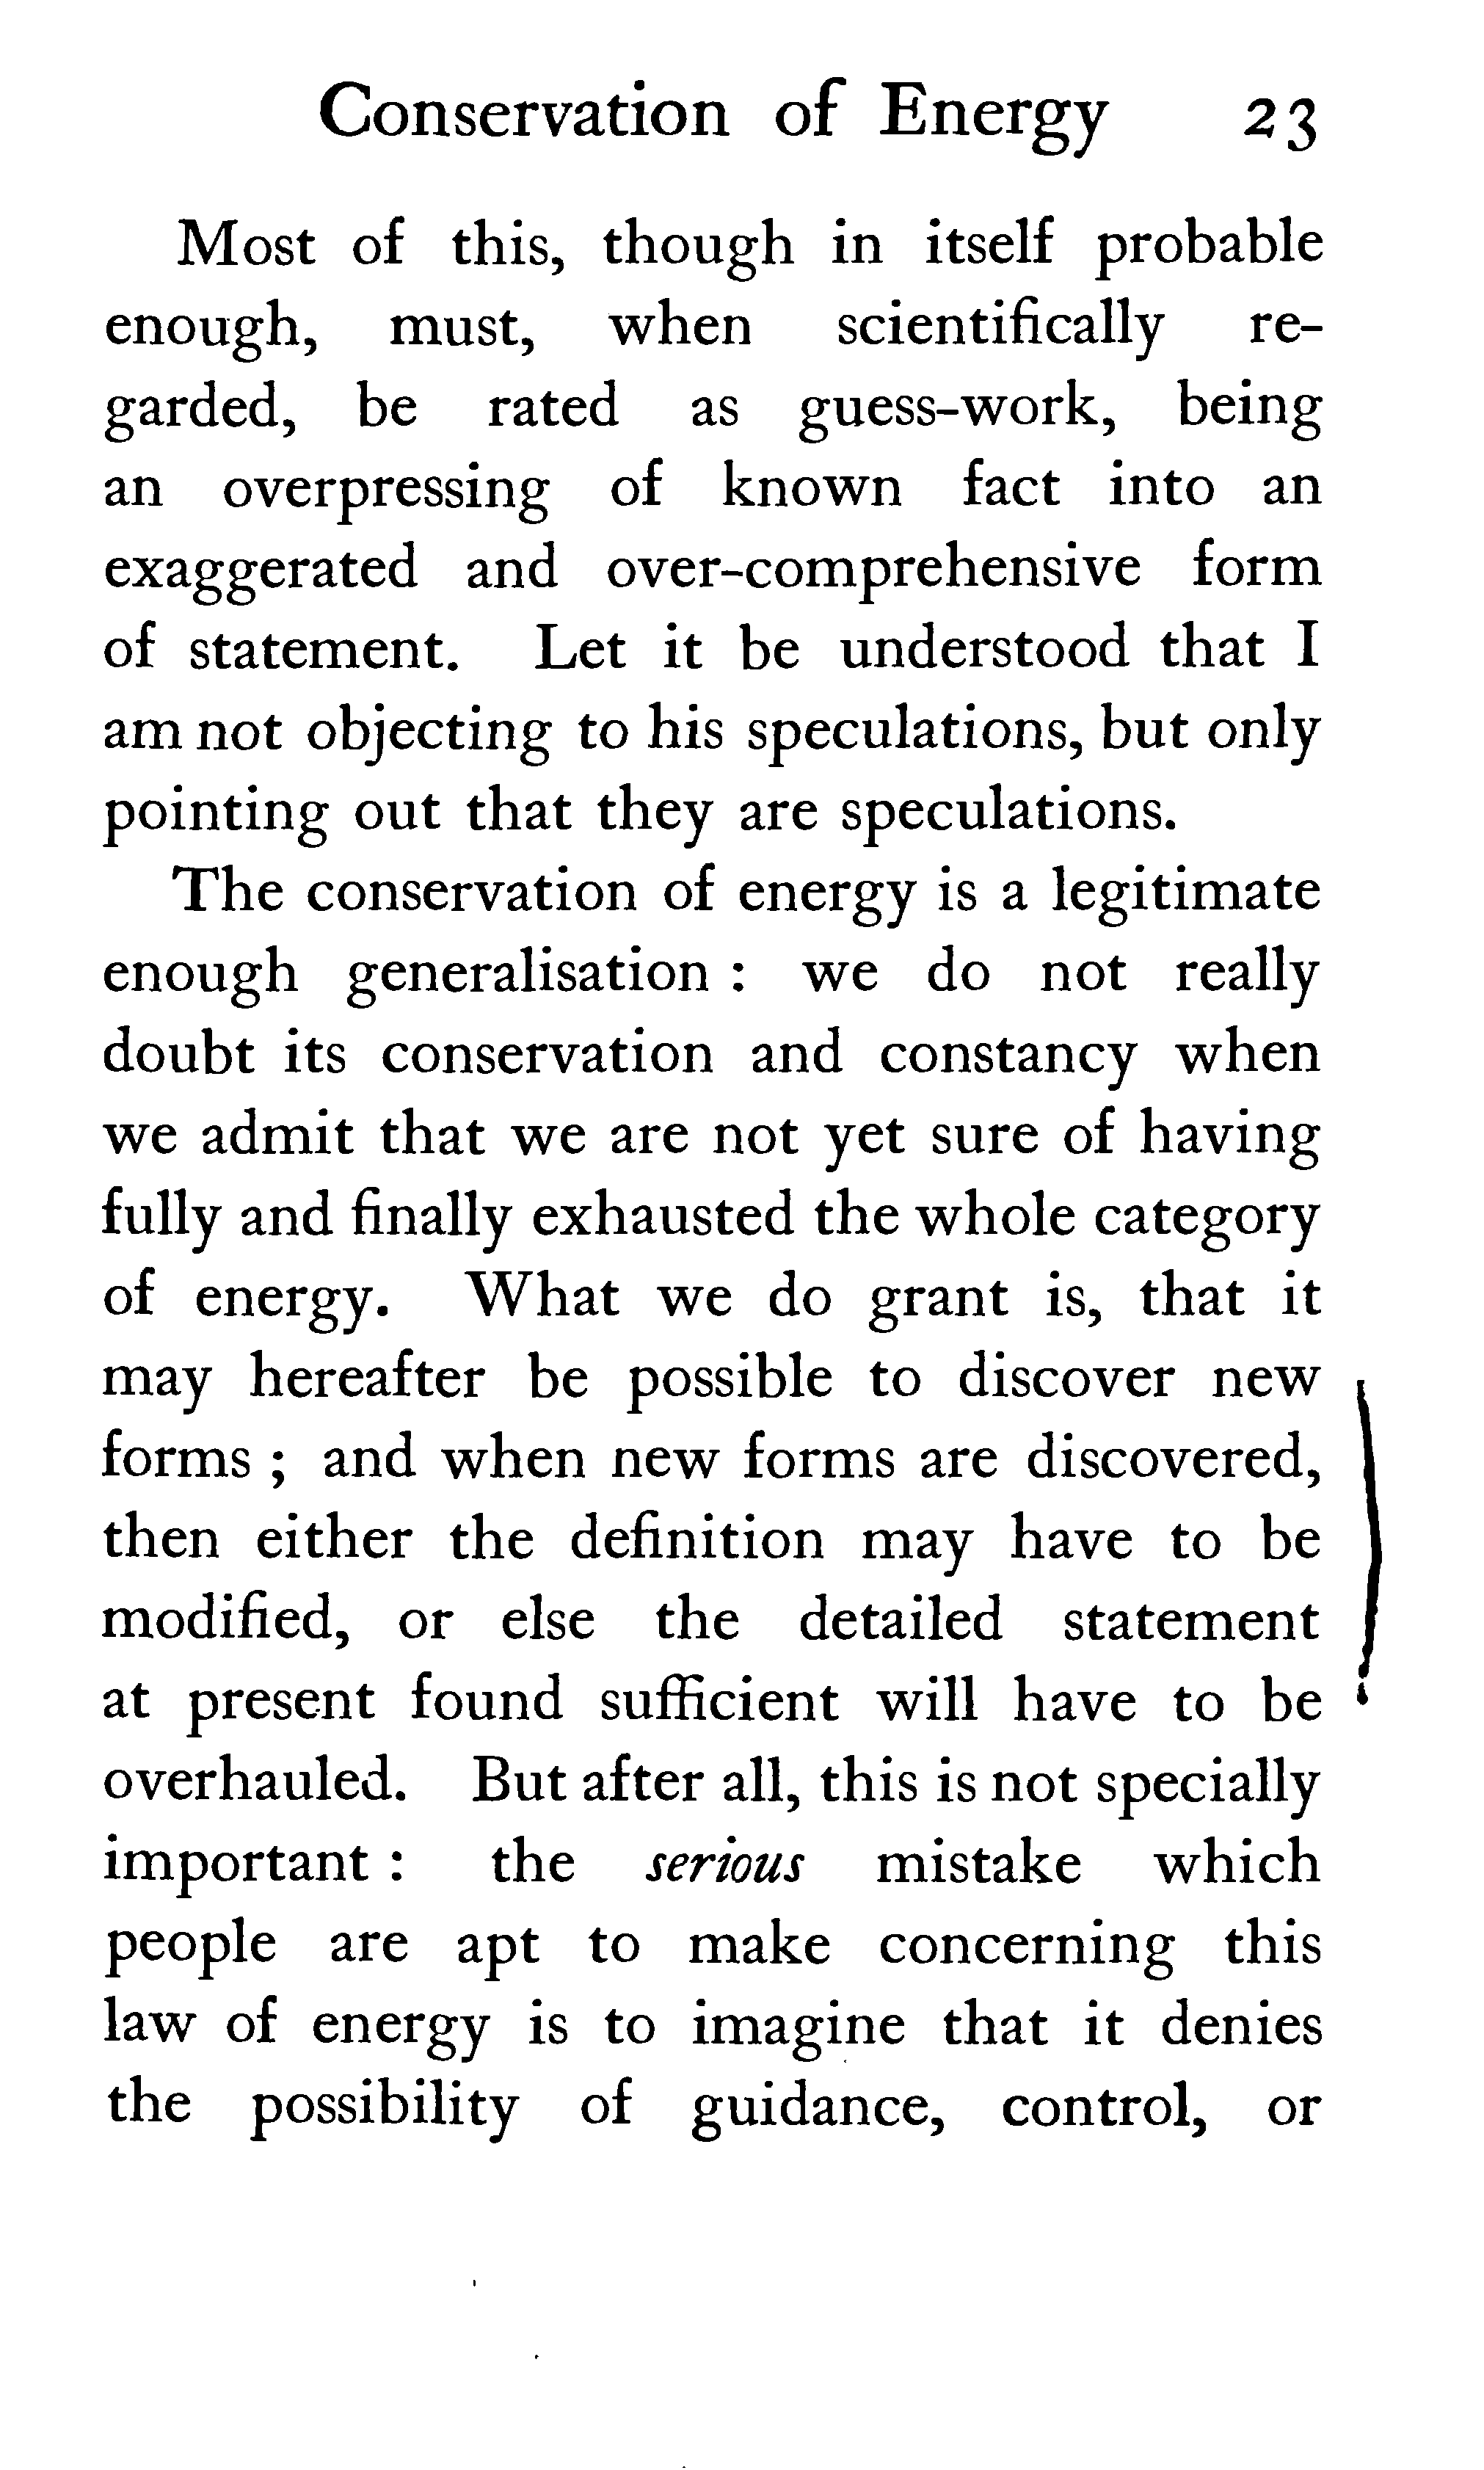 Conservation of Energy 23
Most of this, though in itself probable
enough, must, when scientifically re-
garded, be rated as guess-work, being
an overpressing of known fact into an
exaggerated and over-comprehensive form
of statement. Let it be understood that I
am not objecting to his speculations, but only
pointing out that they are speculations.
The conservation of energy is a legitimate
enough generalisation : we do not really
doubt its conservation and constancy when
we admit that we are not yet sure of having
fully and finally exhausted the whole category
of energy. What we do grant is, that it
may hereafter be possible to discover new
forms ; and when new forms are discovered,
then either the definition may have to be
modified, or else the detailed statement
at present found sufficient will have to be
overhauled. But after all, this is not specially
important : the serious mistake which
people are apt to make concerning this
law of energy is to imagine that it denies
the possibility of guidance, control, or